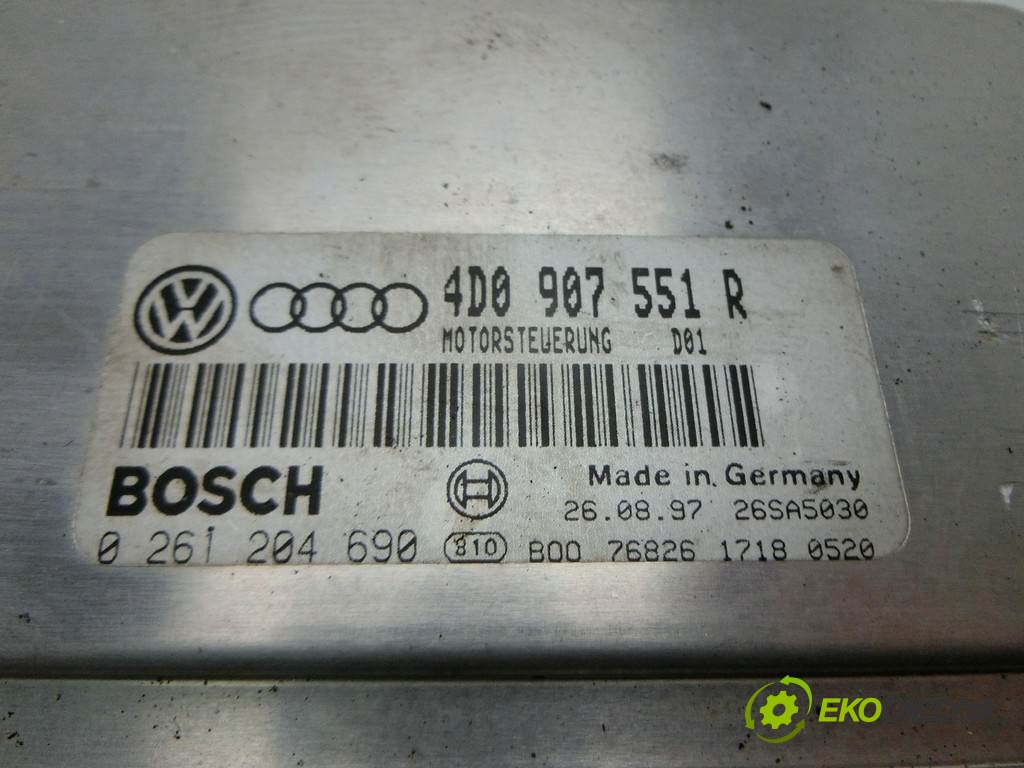 4D0 907 551 R
MOTORSTEUERUNG D01
BOSCH
Made in Germany
26.08.97 26SA5030
0 261 204 690 810 B00 76826 1718 0520
EKO